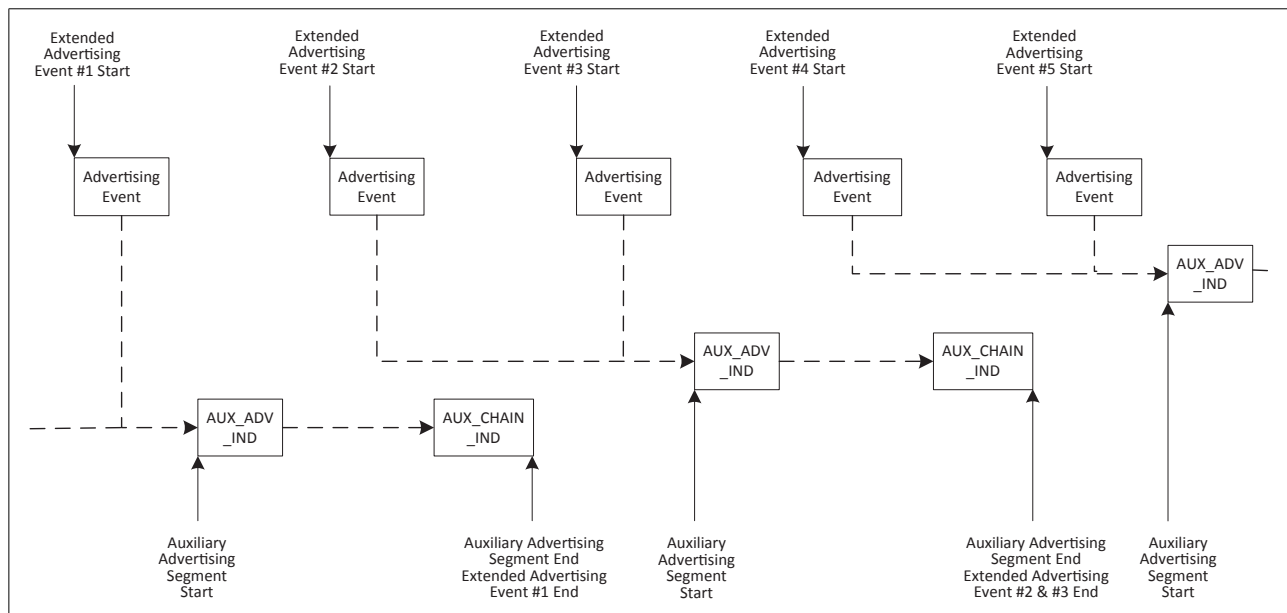 Extended
Advertising
Event #1 Start
Extended
Advertising
Event #2 Start
Extended
Advertising
Event #3 Start
Extended
Advertising
Event #4 Start
Extended
Advertising
Event #5 Start
Advertising
Event
Advertising
Event
Advertising
Event
Advertising
Event
Advertising
Event
AUX_ADV
_IND
AUX_ADV
_IND
AUX_CHAIN
_IND
AUX_ADV
_IND
AUX_CHAIN
_IND
Auxiliary
Advertising
Segment
Start
Auxiliary Advertising
Segment End
Extended Advertising
Event #1 End
Auxiliary
Advertising
Segment
Start
Auxiliary Advertising
Segment End
Extended Advertising
Event #2 & #3 End
Auxiliary
Advertising
Segment
Start